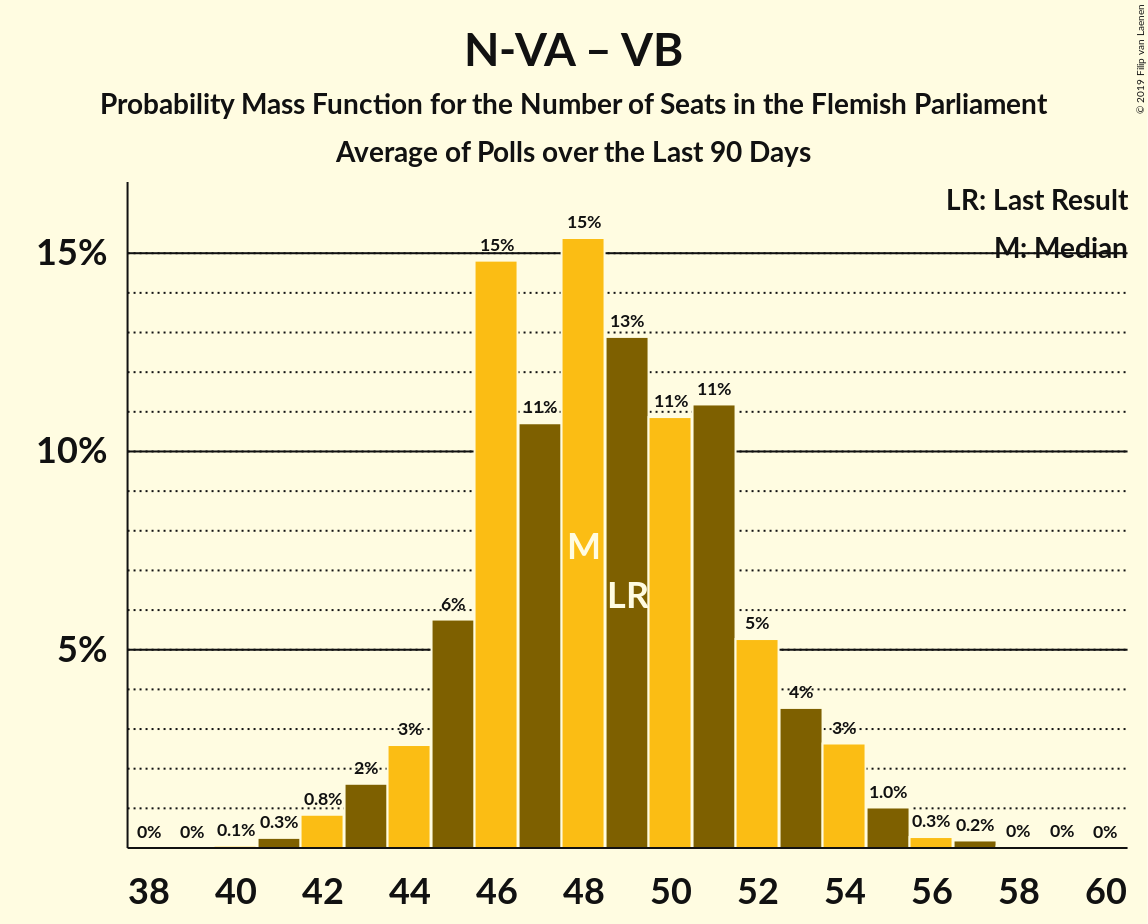 N-VA – VB
Probability Mass Function for the Number of Seats in the Flemish Parliament
Average of Polls over the Last 90 Days
© 2019 Filip van Laenen
LR: Last Result
M: Median
15%
10%
5%
0%
0%
0.1%
0.3%
0.8%
2%
3%
6%
15%
11%
15%
13%
11%
11%
5%
4%
3%
1.0%
0.3%
0.2%
0%
0%
0%
M
LR
38 40 42 44 46 48 50 52 54 56 58 60